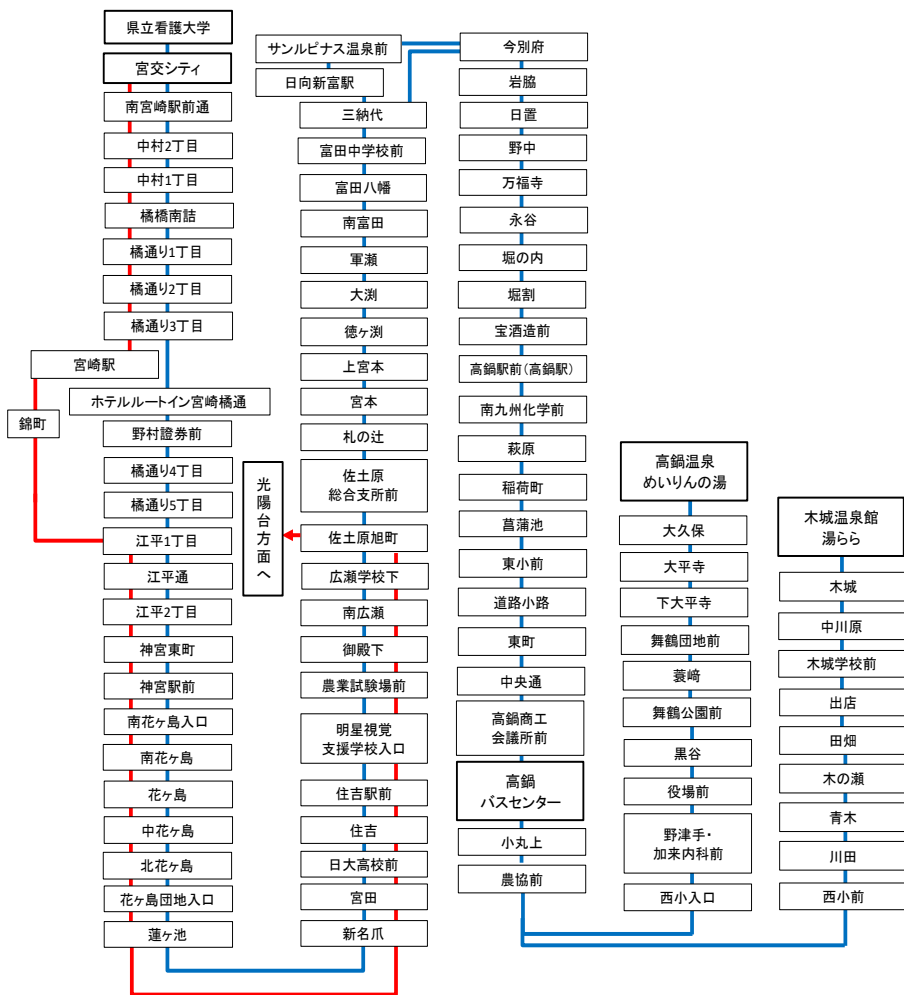 県立看護大学
宮交シティ
南宮崎駅前通
中村2丁目
中村1丁目
橘橋南詰
橘通り1丁目
橘通り2丁目
橘通り3丁目
宮崎駅
錦町
ホテルルートイン宮崎橘通
野村證券前
橘通り4丁目
橘通り5丁目
江平1丁目
江平通
江平2丁目
神宮東町
神宮駅前
南花ヶ島入口
南花ヶ島
花ヶ島
中花ヶ島
北花ヶ島
花ヶ島団地入口
蓮ヶ池
サンルピナス温泉前
日向新富駅
三納代
富田中学校前
富田八幡
南富田
軍瀬
大渕
徳ヶ渕
上宮本
宮本
札の辻
佐土原
総合支所前
光陽台方面へ
佐土原旭町
広瀬学校下
南広瀬
御殿下
農業試験場前
明星視覚
支援学校入口
住吉駅前
住吉
日大高校前
宮田
新名爪
今別府
岩脇
日置
野中
万福寺
永谷
堀の内
堀割
宝酒造前
高鍋駅前(高鍋駅)
南九州化学前
萩原
稲荷町
菖蒲池
東小前
道路小路
東町
中央通
高鍋商工
会議所前
高鍋
バスセンター
小丸上
農協前
高鍋温泉
めいりんの湯
大久保
大平寺
下大平寺
舞鶴団地前
蓑﨑
舞鶴公園前
黒谷
役場前
野津手・
加来内科前
西小入口
木城温泉館
湯らら
木城
中川原
木城学校前
出店
田畑
木の瀬
青木
川田
西小前